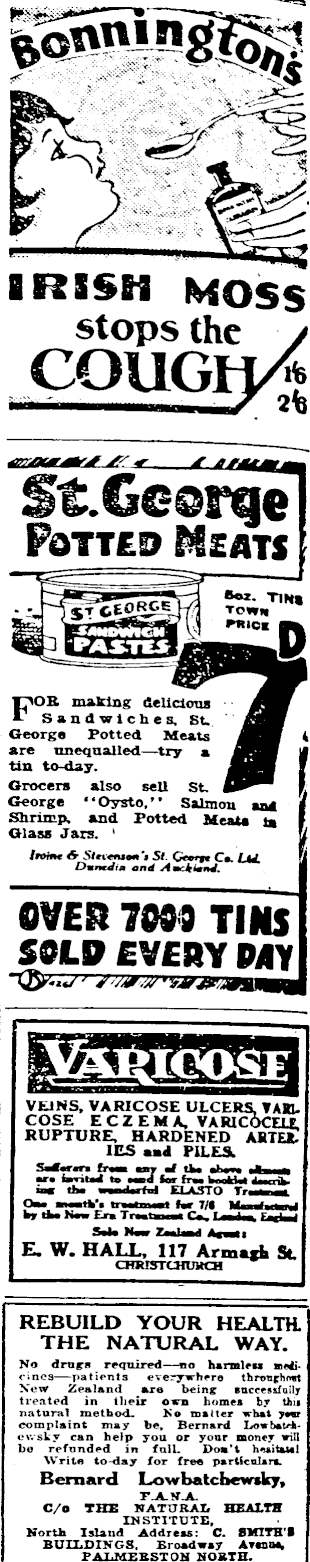 Bonnington's
IRISH MOSS
stops the
COUGH
1/6
2/6
St. George
POTTED MEATS
ST GEORGE
SANDWICH
PASTES
TINS
TOWN
PRICE
7D
FOR making delicious
Sandwiches, St.
George Potted Meats
are unequalled—try a
tin to-day.
Grocers also sell St.
George "Oysto," Salmon and
Shrimp, and Potted Meats in
Glass Jars.
Irvine & Stevenson's St. George Co. Ltd.
Dunedin and Auckland.
OVER 7000 TINS
SOLD EVERY DAY
VARICOSE
VEINS, VARICOSE ULCERS, VARI-
COSE ECZEMA, VARICOCELE,
RUPTURE, HARDENED ARTER-
IES and PILES.
Sufferers from any of the above ailments
are invited to send for free booklet describ-
ing the wonderful ELASTO Treatment.
One month's treatment for 7/6 Manufactured
by the New Era Treatment Co., London, England
Sole New Zealand Agent:
E. W. HALL, 117 Armagh St.
CHRISTCHURCH
REBUILD YOUR HEALTH
THE NATURAL WAY.
No drugs required—no harmless medi-
cines—patients everywhere throughout
New Zealand are being successfully
treated in their own homes by this
natural method. No matter what your
complaint may be, Bernard Lowbatch-
ewsky can help you or your money will
be refunded in full. Don't hesitate!
Write to-day for free particulars.
Bernard Lowbatchewsky,
F.A.N.A.
C/o THE NATURAL HEALTH
INSTITUTE,
North Island Address: C. SMITH'S
BUILDINGS, Broadway Avenue,
PALMERSTON NORTH.